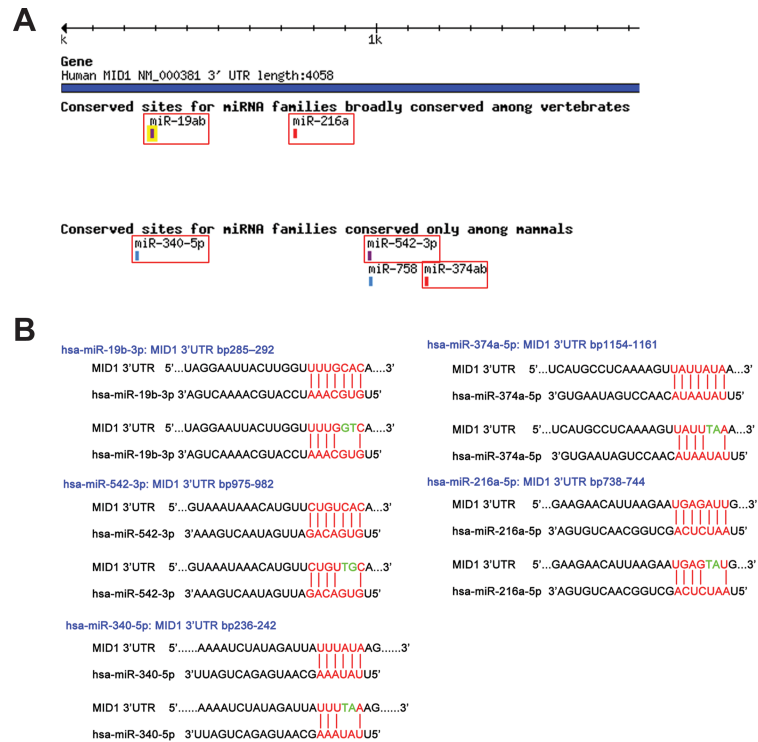 A
k 1k
Gene
Human MID1 NM_000381 3′ UTR length:4058
Conserved sites for miRNA families broadly conserved among vertebrates
miR-19ab miR-216a
Conserved sites for miRNA families conserved only among mammals
miR-340-5p miR-542-3p
miR-758 miR-374ab
B
hsa-miR-19b-3p: MID1 3'UTR bp285–292
MID1 3'UTR 5'...UAGGAAUUACUUGGUUUUGCACA....3'
hsa-miR-19b-3p 3'AGUCAAAACGUACCUAAACGUGU5'
MID1 3'UTR 5'...UAGGAAUUACUUGGUUUUGGTCA....3'
hsa-miR-19b-3p 3'AGUCAAAACGUACCUAAACGUGU5'
hsa-miR-542-3p: MID1 3'UTR bp975-982
MID1 3'UTR 5'...GUAAAUAAACAUGUUCUGUCACA...3'
hsa-miR-542-3p 3'AAAGUCAAUAGUUAGACAGUGU5'
MID1 3'UTR 5'...GUAAAUAAACAUGUUCUGUTGCA...3'
hsa-miR-542-3p 3'AAAGUCAAUAGUUAGACAGUGU5'
hsa-miR-340-5p: MID1 3'UTR bp236-242
MID1 3'UTR 5'......AAAAUCUAUAGAUUAUUUAUAAG......3'
hsa-miR-340-5p 3'UUAGUCAGAGUAACGAAAUAUU5'
MID1 3'UTR 5'......AAAAUCUAUAGAUUAUUUTAAAG......3'
hsa-miR-340-5p 3'UUAGUCAGAGUAACGAAAUAUU5'
hsa-miR-374a-5p: MID1 3'UTR bp1154-1161
MID1 3'UTR 5'...UCAUGCCUCAAAAGUUAUUAUAA...3'
hsa-miR-374a-5p 3'GUGAAUAGUCCAACAUAAUAUU5'
MID1 3'UTR 5'...UCAUGCCUCAAAAGUUAUUTAAA...3'
hsa-miR-374a-5p 3'GUGAAUAGUCCAACAUAAUAUU5'
hsa-miR-216a-5p: MID1 3'UTR bp738-744
MID1 3'UTR 5'...GAAGAACAUUAAGAAUGAGAUUG...3'
hsa-miR-216a-5p 3'AGUGUCAACGGUCGACUCUAAU5'
MID1 3'UTR 5'...GAAGAACAUUAAGAAUGAGTAUG...3'
hsa-miR-216a-5p 3'AGUGUCAACGGUCGACUCUAAU5'